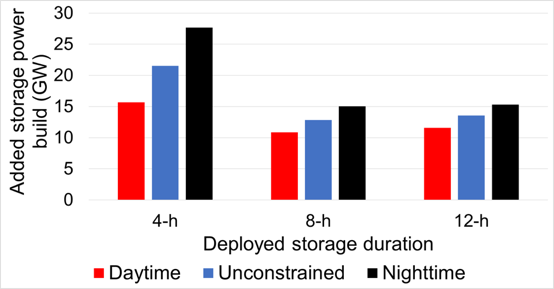 Added storage power
build (GW)
30
25
20
15
10
5
0
4-h
8-h
12-h
Deployed storage duration
Daytime
Unconstrained
Nighttime